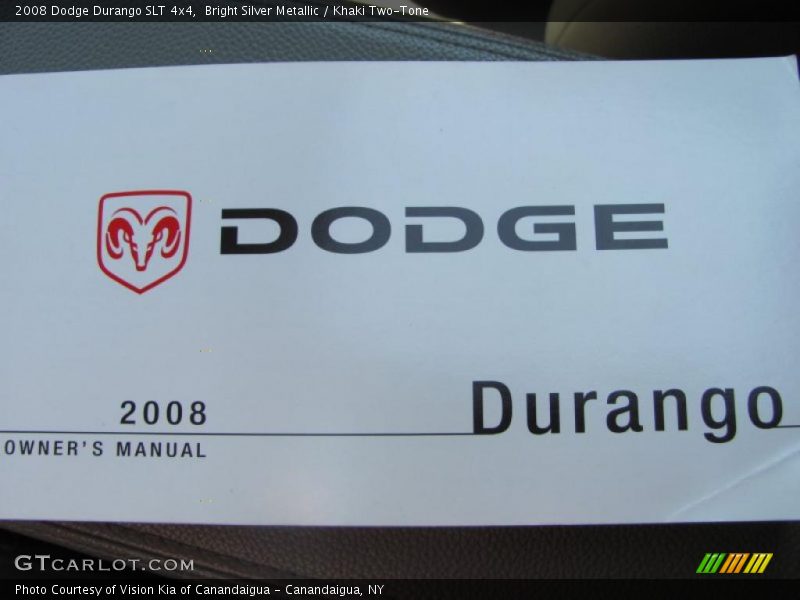 2008 Dodge Durango SLT 4x4,  Bright Silver Metallic / Khaki Two-Tone
DODGE
2008 Durango
OWNER'S MANUAL
GTCARLOT.COM
Photo Courtesy of Vision Kia of Canandaigua - Canandaigua, NY